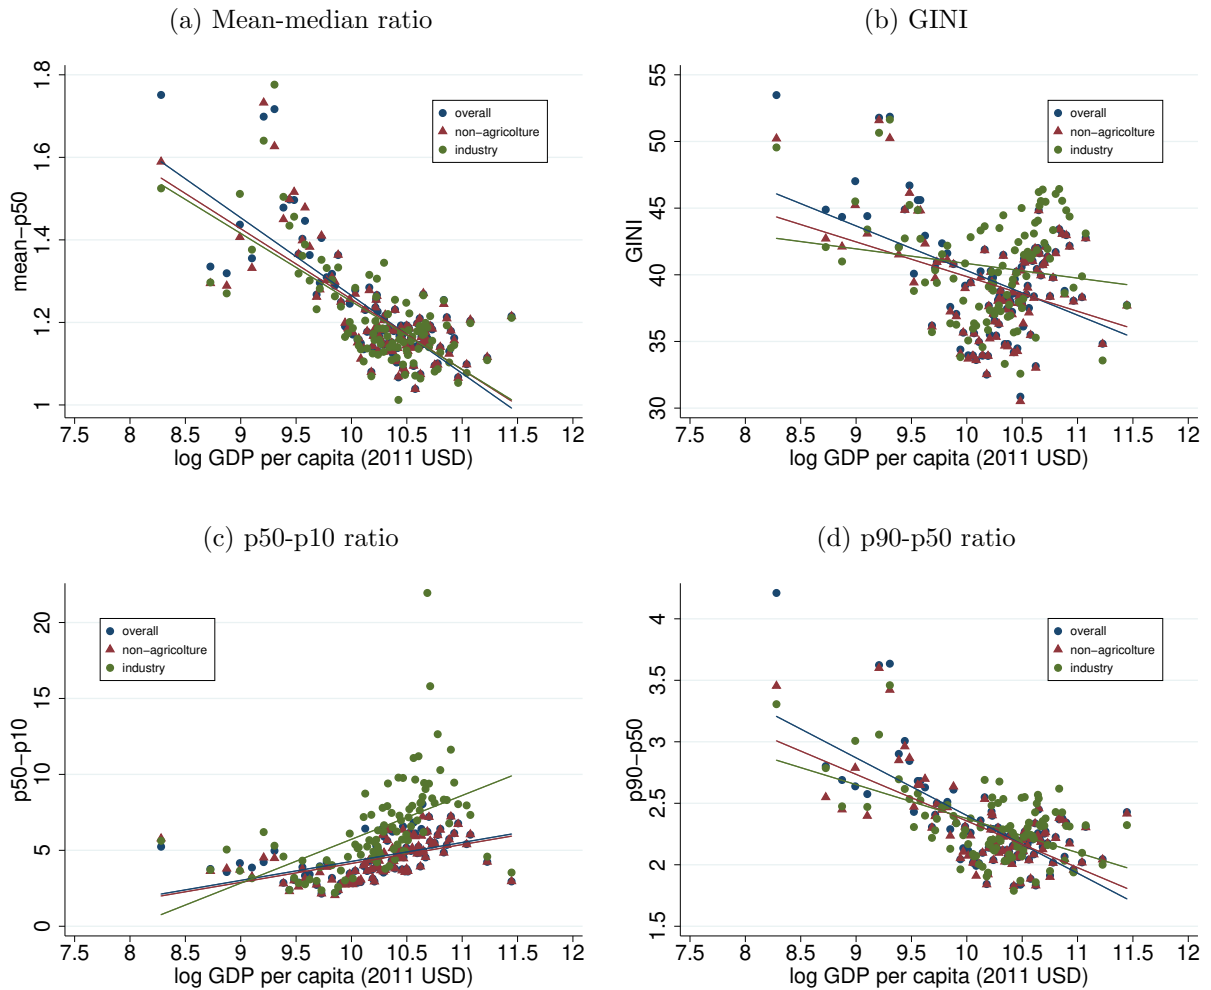 (a) Mean-median ratio
1.8
1.6
1.4
1.2
1
mean−p50
overall
non−agricolture
industry
7.5 8 8.5 9 9.5 10 10.5 11 11.5 12
log GDP per capita (2011 USD)
(b) GINI
55
50
45
40
35
30
GINI
overall
non−agricolture
industry
7.5 8 8.5 9 9.5 10 10.5 11 11.5 12
log GDP per capita (2011 USD)
(c) p50-p10 ratio
20
15
10
5
0
p50−p10
overall
non−agricolture
industry
7.5 8 8.5 9 9.5 10 10.5 11 11.5 12
log GDP per capita (2011 USD)
(d) p90-p50 ratio
4
3.5
3
2.5
2
1.5
p90−p50
overall
non−agricolture
industry
7.5 8 8.5 9 9.5 10 10.5 11 11.5 12
log GDP per capita (2011 USD)